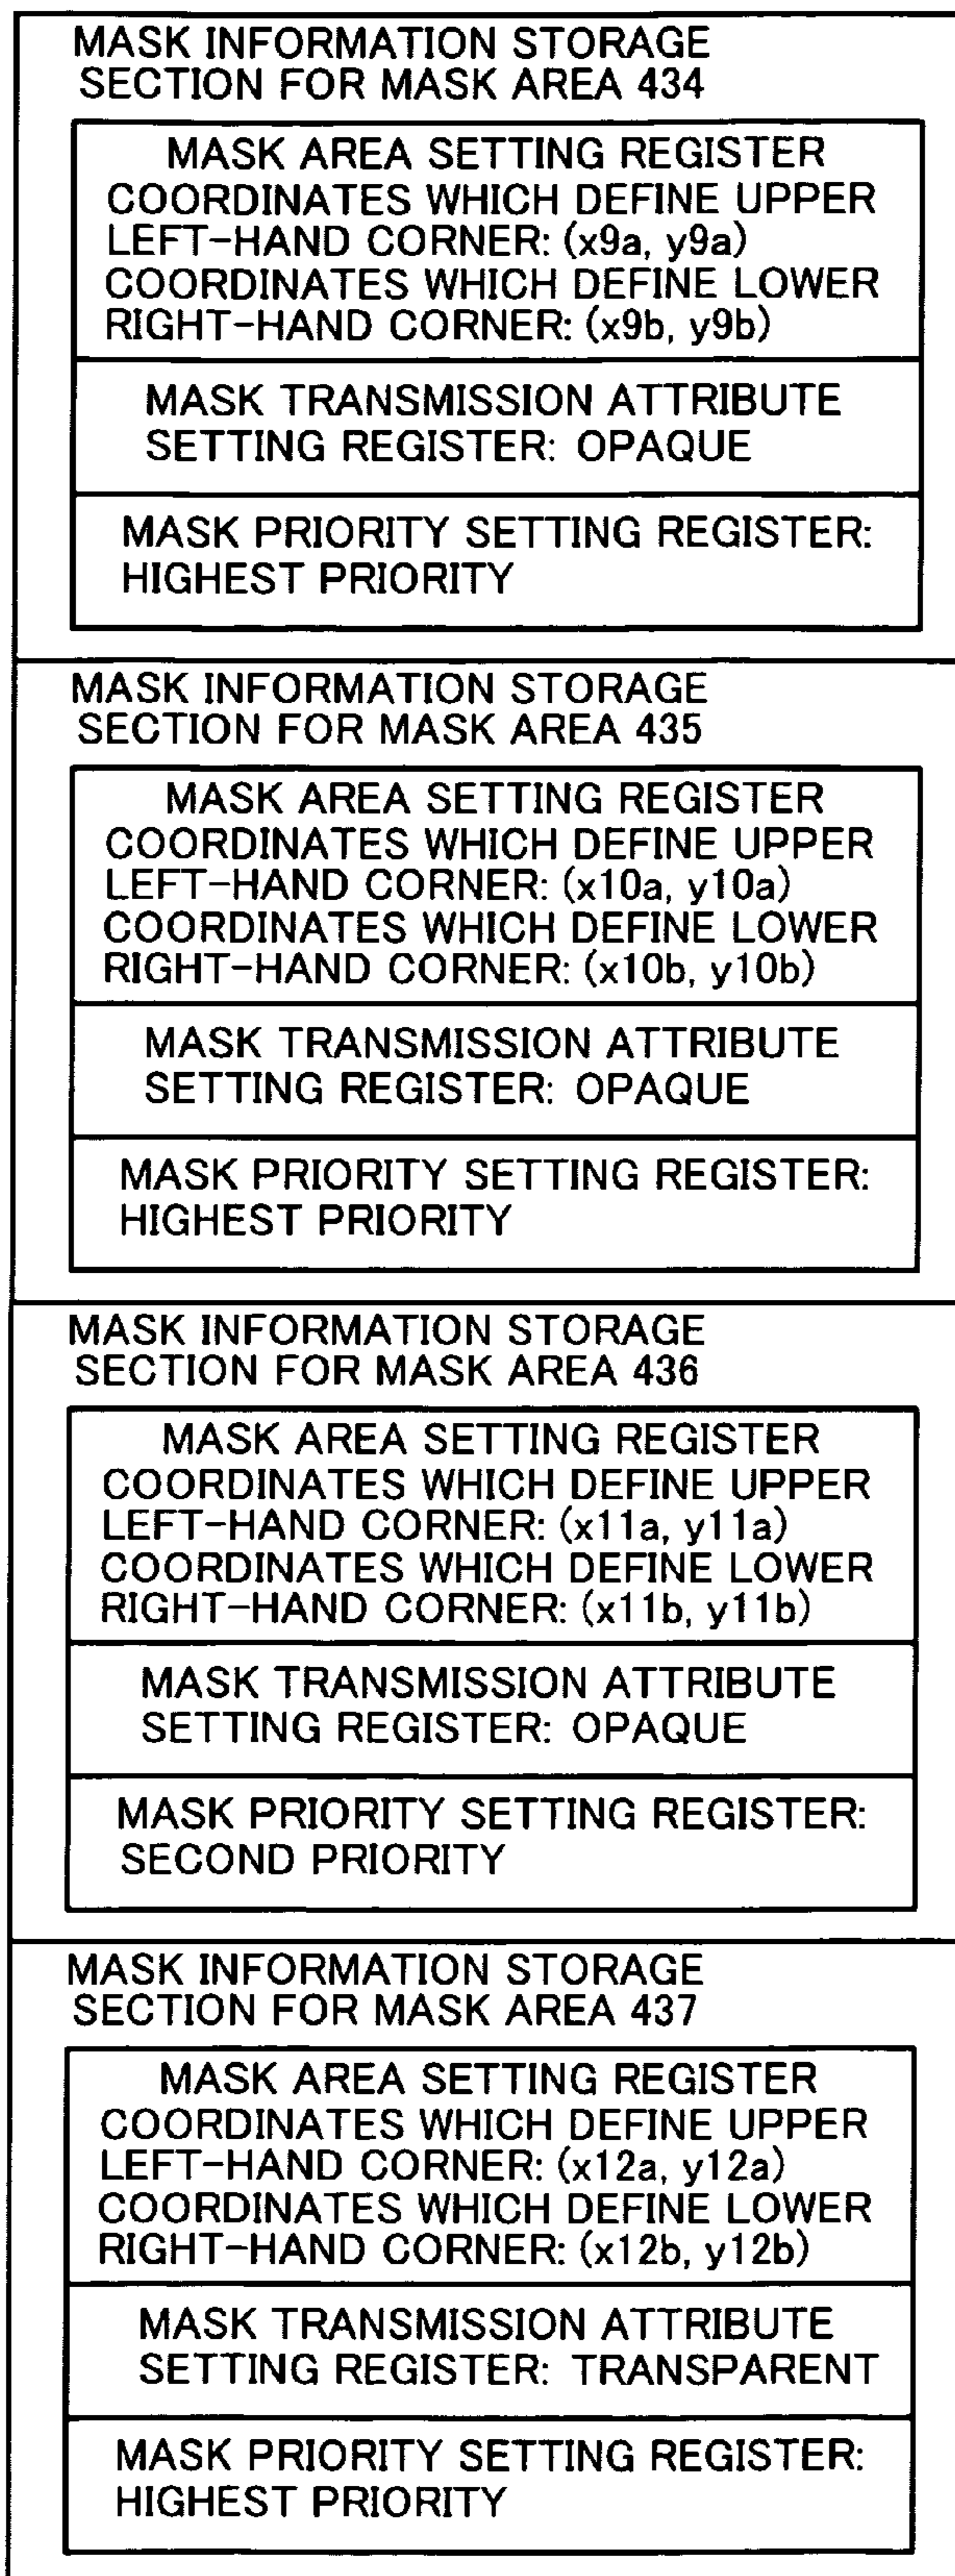 MASK INFORMATION STORAGE
SECTION FOR MASK AREA 434
MASK AREA SETTING REGISTER
COORDINATES WHICH DEFINE UPPER
LEFT-HAND CORNER: (x9a, y9a)
COORDINATES WHICH DEFINE LOWER
RIGHT-HAND CORNER: (x9b, y9b)
MASK TRANSMISSION ATTRIBUTE
SETTING REGISTER: OPAQUE
MASK PRIORITY SETTING REGISTER:
HIGHEST PRIORITY
MASK INFORMATION STORAGE
SECTION FOR MASK AREA 435
MASK AREA SETTING REGISTER
COORDINATES WHICH DEFINE UPPER
LEFT-HAND CORNER: (x10a, y10a)
COORDINATES WHICH DEFINE LOWER
RIGHT-HAND CORNER: (x10b, y10b)
MASK TRANSMISSION ATTRIBUTE
SETTING REGISTER: OPAQUE
MASK PRIORITY SETTING REGISTER:
HIGHEST PRIORITY
MASK INFORMATION STORAGE
SECTION FOR MASK AREA 436
MASK AREA SETTING REGISTER
COORDINATES WHICH DEFINE UPPER
LEFT-HAND CORNER: (x11a, y11a)
COORDINATES WHICH DEFINE LOWER
RIGHT-HAND CORNER: (x11b, y11b)
MASK TRANSMISSION ATTRIBUTE
SETTING REGISTER: OPAQUE
MASK PRIORITY SETTING REGISTER:
SECOND PRIORITY
MASK INFORMATION STORAGE
SECTION FOR MASK AREA 437
MASK AREA SETTING REGISTER
COORDINATES WHICH DEFINE UPPER
LEFT-HAND CORNER: (x12a, y12a)
COORDINATES WHICH DEFINE LOWER
RIGHT-HAND CORNER: (x12b, y12b)
MASK TRANSMISSION ATTRIBUTE
SETTING REGISTER: TRANSPARENT
MASK PRIORITY SETTING REGISTER:
HIGHEST PRIORITY